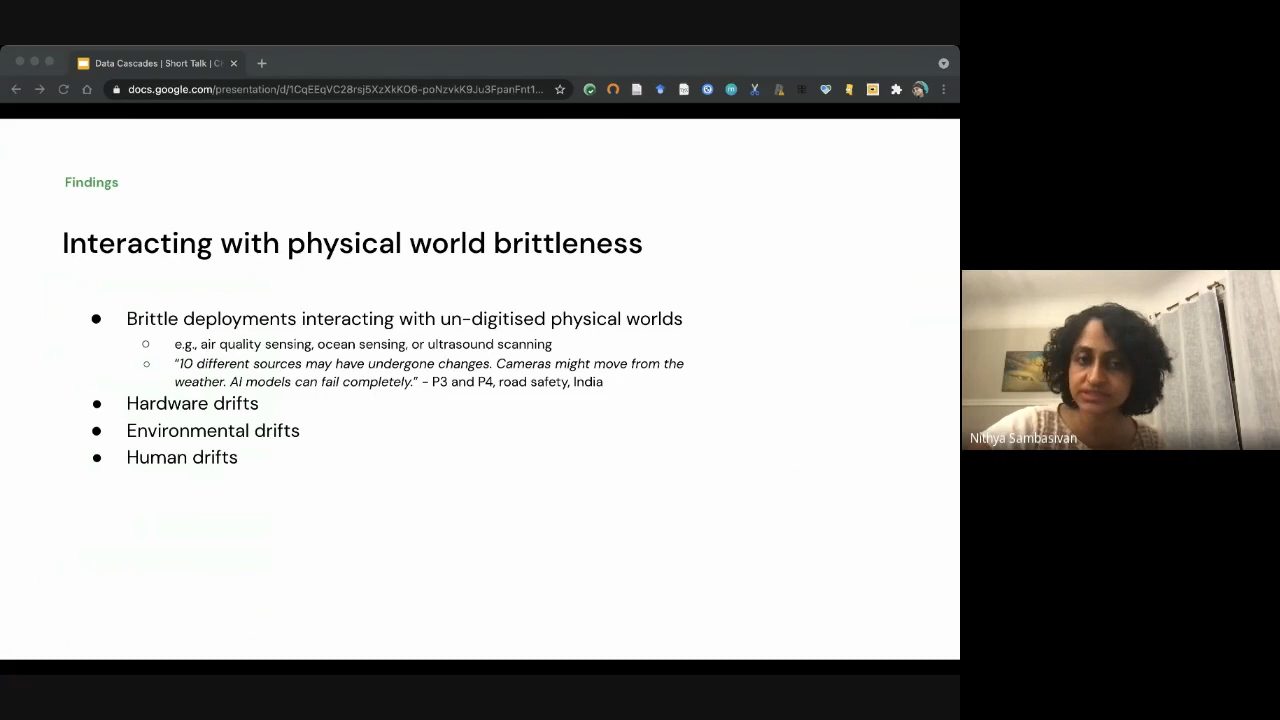 Data Cascades | Short Talk | C
docs.google.com/presentation/d/1CqEEqVC28rsj5XzXkKO6-poNzvkK9Ju3FpanFnt1...
Findings
Interacting with physical world brittleness
● Brittle deployments interacting with un-digitised physical worlds
○ e.g., air quality sensing, ocean sensing, or ultrasound scanning
○ “10 different sources may have undergone changes. Cameras might move from the
weather. AI models can fail completely.” - P3 and P4, road safety, India
● Hardware drifts
● Environmental drifts
● Human drifts
Nithya Sambasivan